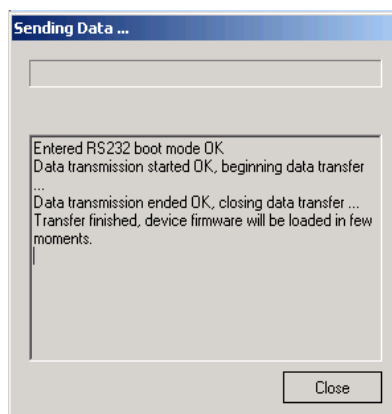 Sending Data ...
Entered RS232 boot mode OK
Data transmission started OK, beginning data transfer
...
Data transmission ended OK, closing data transfer ...
Transfer finished, device firmware will be loaded in few
moments.
Close